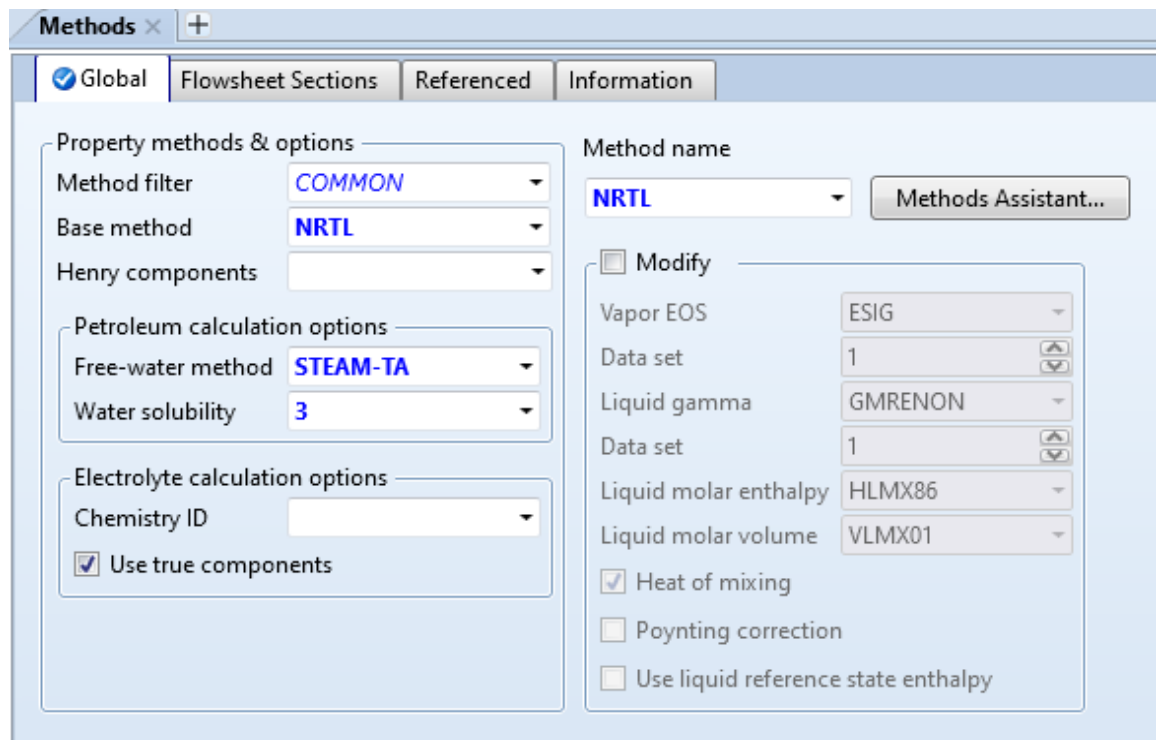 Methods
Global
Flowsheet Sections
Referenced
Information
Property methods & options
Method filter COMMON
Base method NRTL
Henry components
Petroleum calculation options
Free-water method STEAM-TA
Water solubility 3
Electrolyte calculation options
Chemistry ID
Use true components
Method name
NRTL Methods Assistant...
Modify
Vapor EOS ESIG
Data set 1
Liquid gamma GMRENON
Data set 1
Liquid molar enthalpy HLMX86
Liquid molar volume VLMX01
Heat of mixing
Poynting correction
Use liquid reference state enthalpy